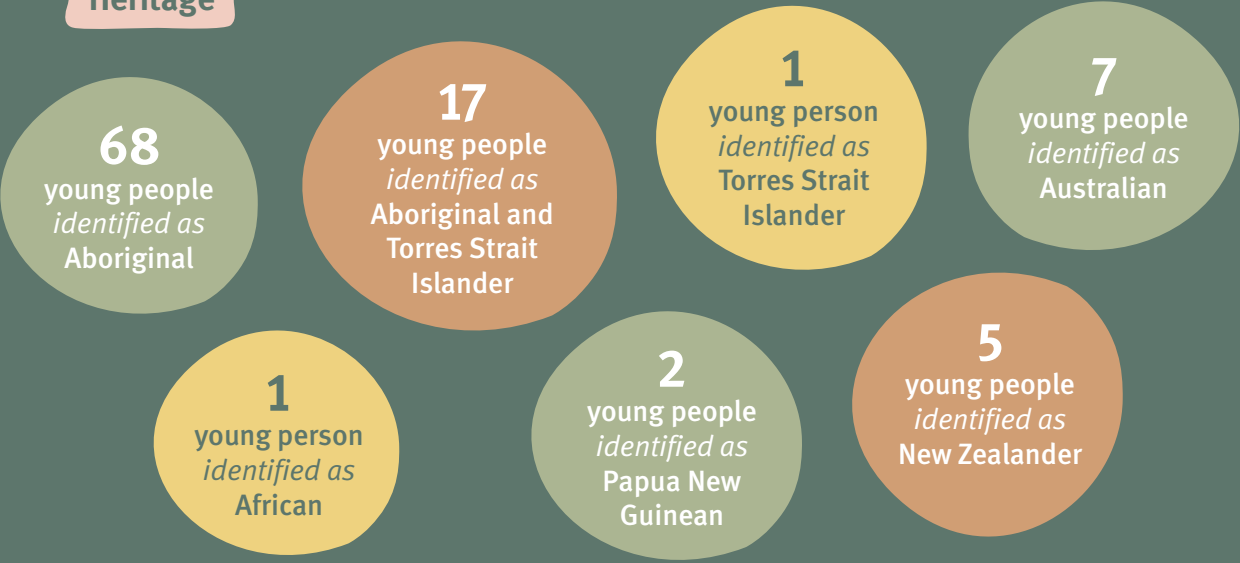 heritage
68
young people
identified as
Aboriginal
17
young people
identified as
Aboriginal and
Torres Strait
Islander
1
young person
identified as
Torres Strait
Islander
7
young people
identified as
Australian
1
young person
identified as
African
2
young people
identified as
Papua New
Guinean
5
young people
identified as
New Zealander